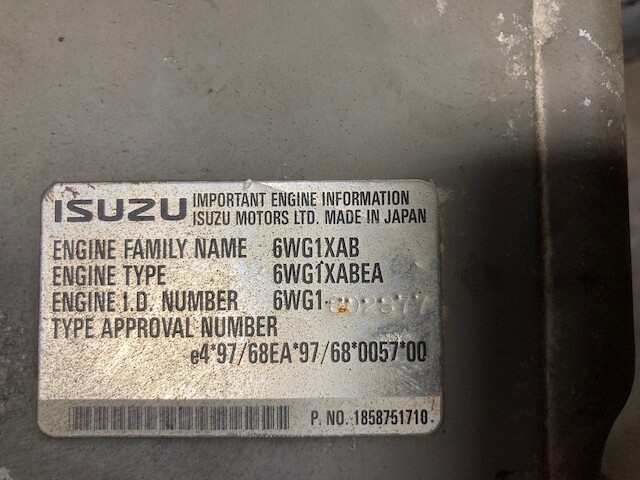 ISUZU IMPORTANT ENGINE INFORMATION
ISUZU MOTORS LTD. MADE IN JAPAN
ENGINE FAMILY NAME 6WG1XAB
ENGINE TYPE 6WG1XABEA
ENGINE I.D. NUMBER 6WG1-
TYPE APPROVAL NUMBER
e4*97/68EA*97/68*0057*00
P. NO. 1858751710